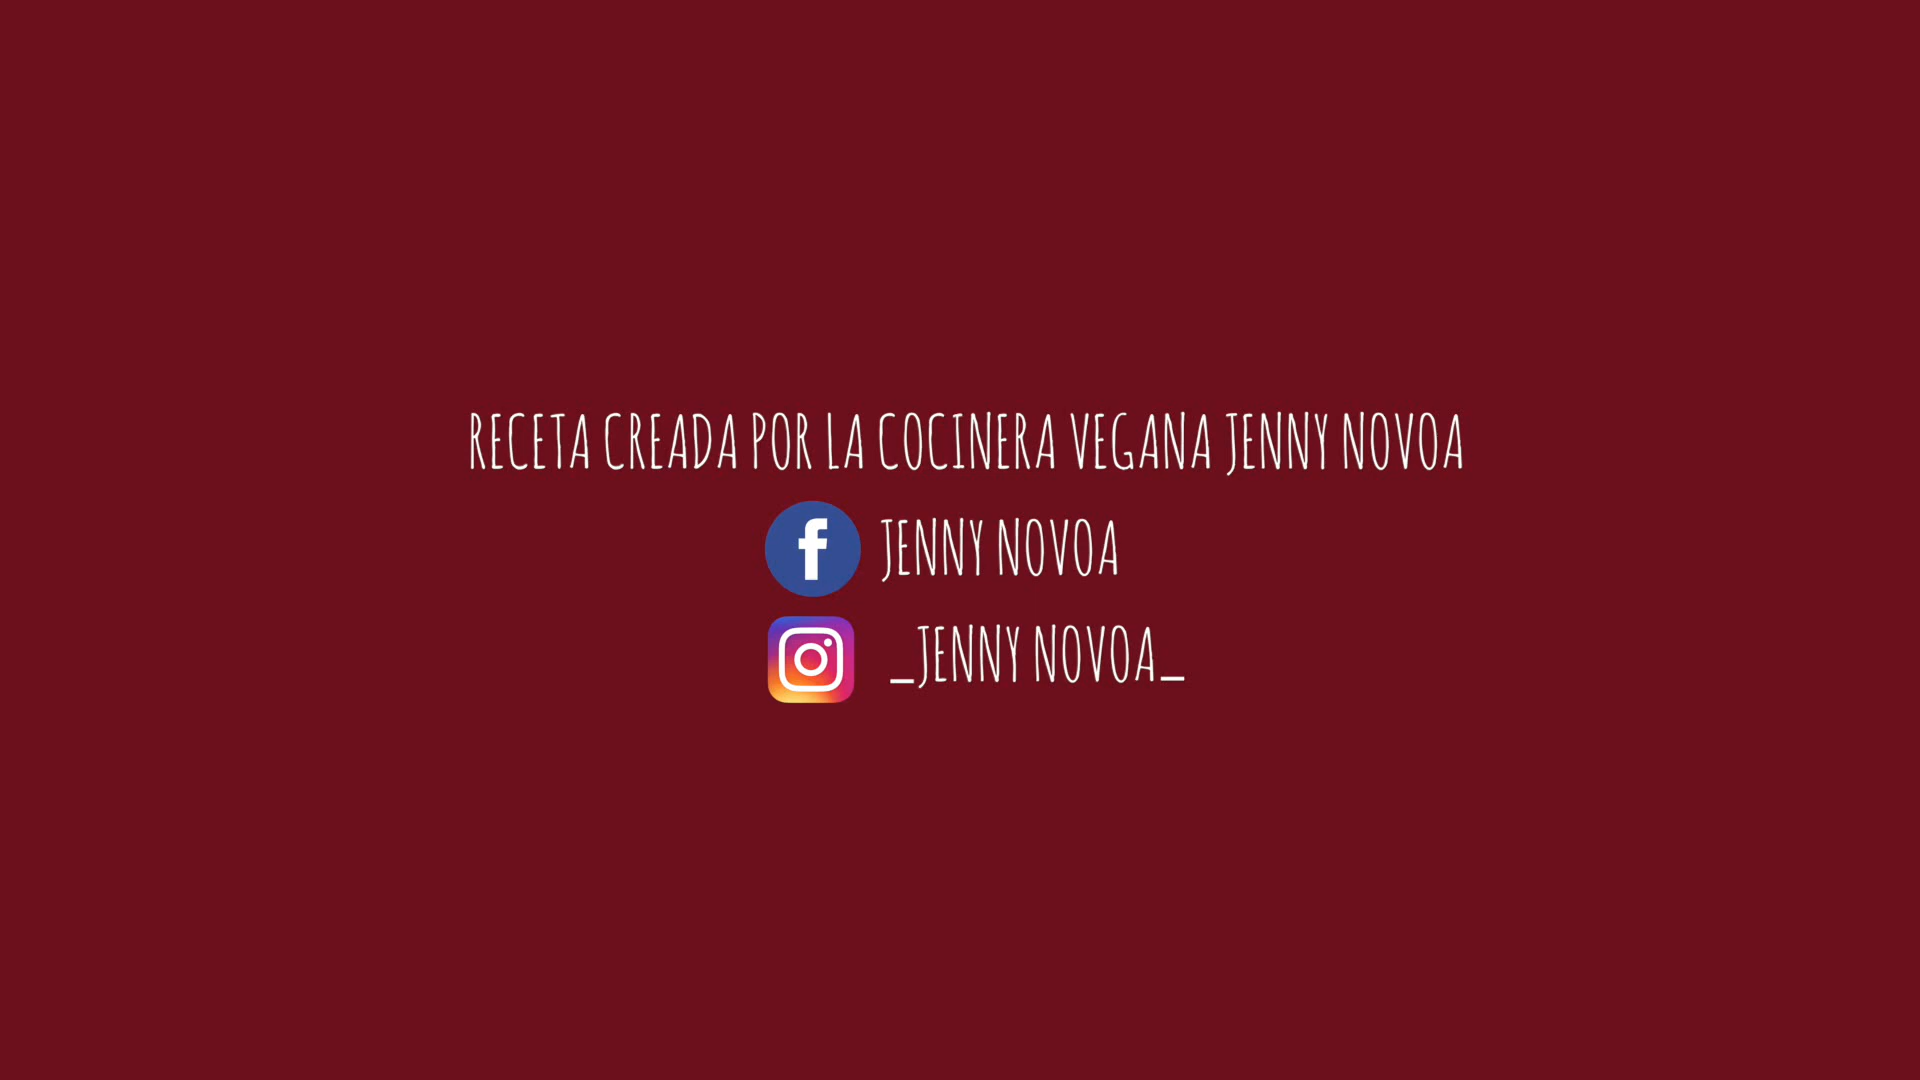 RECETA CREADA POR LA COCINERA VEGANA JENNY NOVOA
f JENNY NOVOA
_JENNY NOVOA_